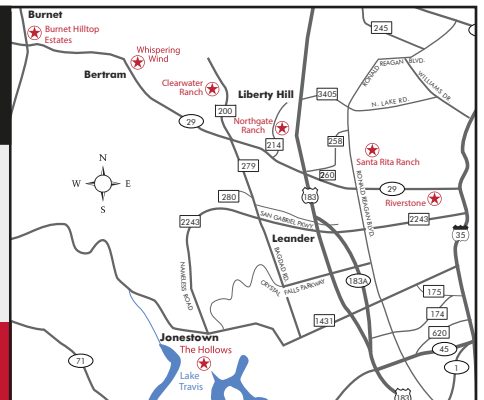 Burnet
Burnet Hilltop
Estates
245
Whispering
Wind
RONALD REAGAN BLVD.
WILLIAMS DR.
Bertram
Clearwater
Ranch
Liberty Hill
3405
N. LAKE RD.
200
29
Northgate
Ranch
258
214
Santa Rita Ranch
N
W
E
S
279
260
RONALD REAGAN BLVD.
29
280
183
Riverstone
2243
SAN GABRIEL PKWY
2243
35
Leander
BAGDAD RD.
NAMELESS ROAD
CRYSTAL FALLS PARKWAY
183A
175
174
1431
620
Jonestown
The Hollows
45
71
1
Lake
Travis
183